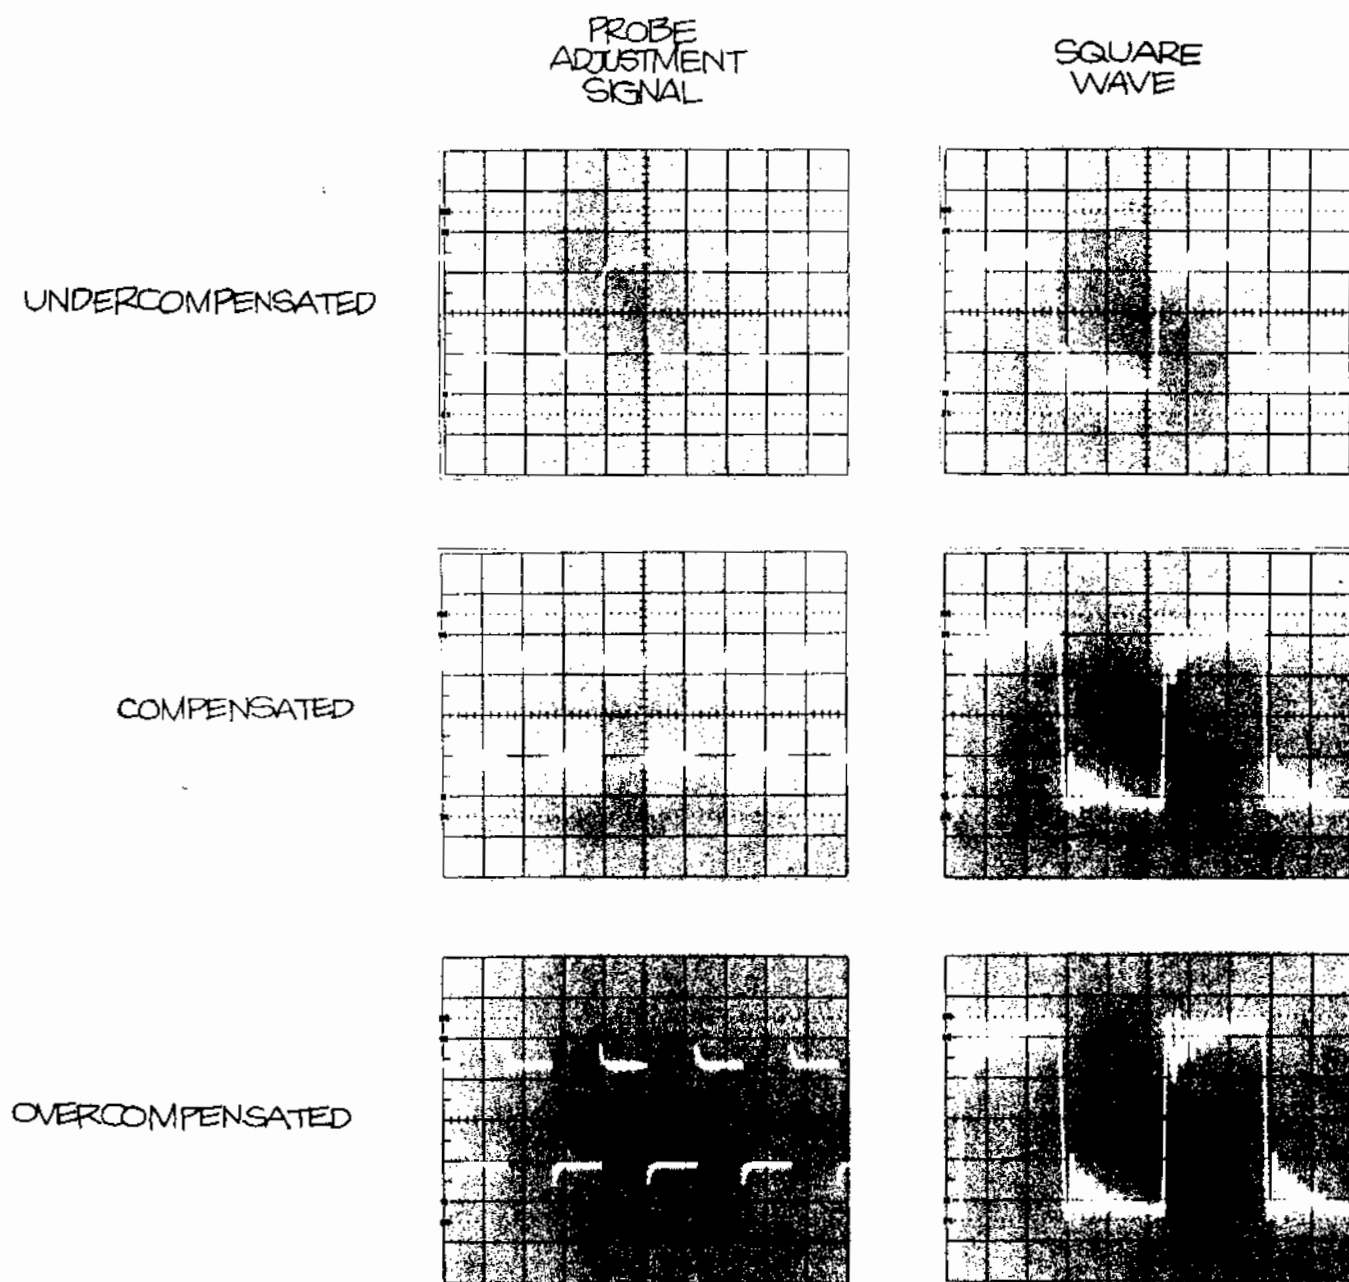 PROBE
ADJUSTMENT
SIGNAL
SQUARE
WAVE
UNDERCOMPENSATED
COMPENSATED
OVERCOMPENSATED